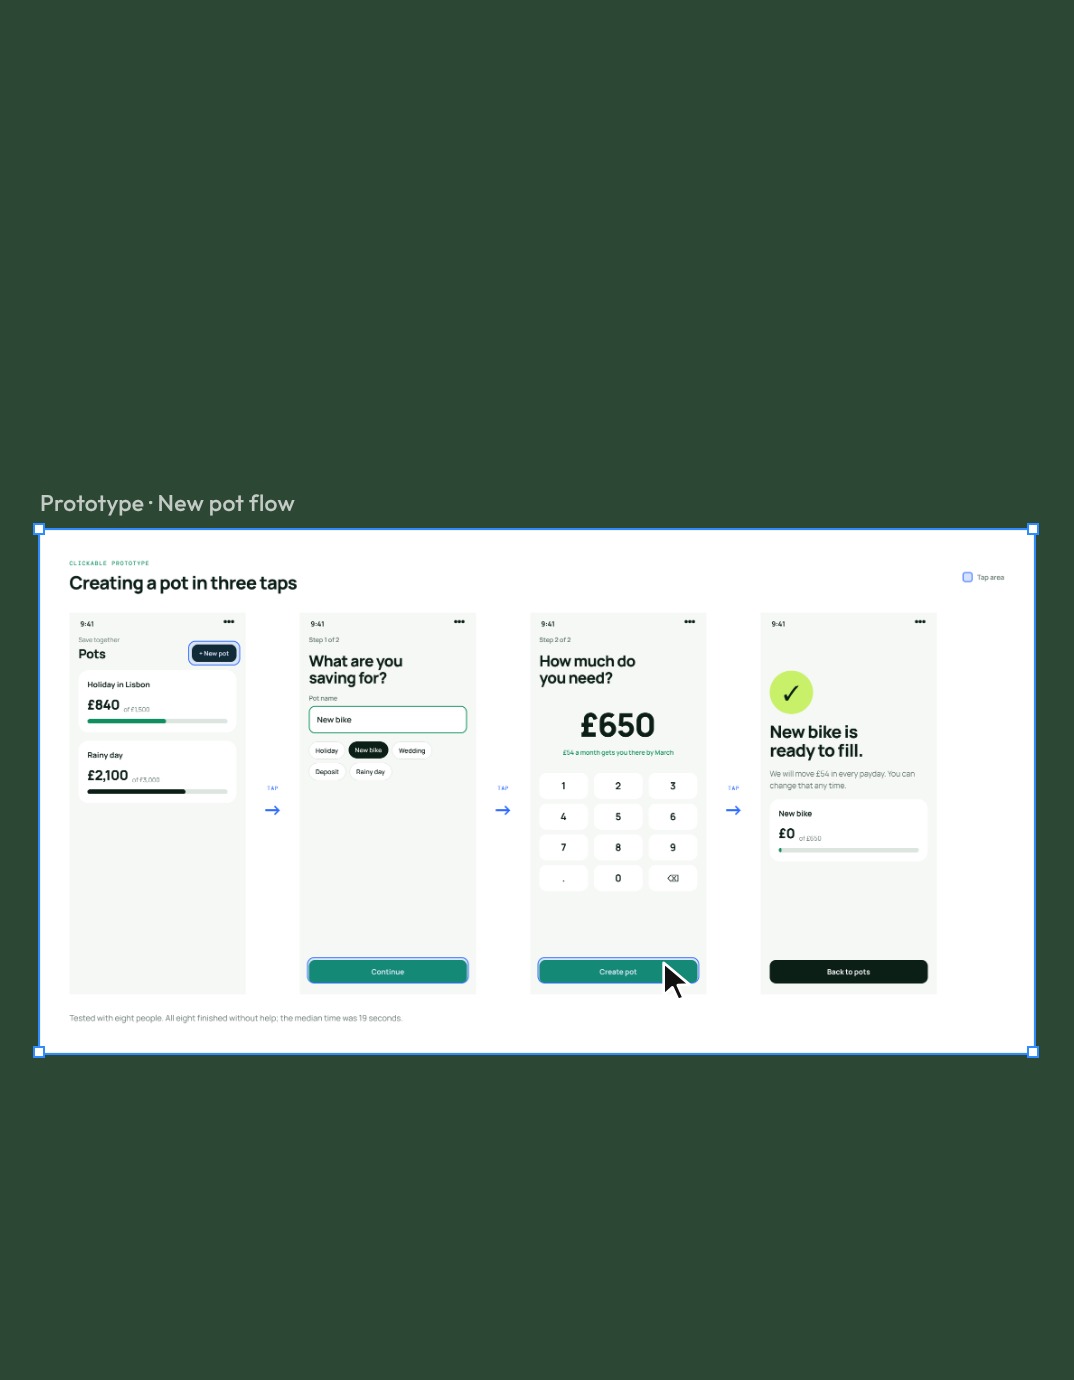 Prototype · New pot flow
CLICKABLE PROTOTYPE
Creating a pot in three taps
Tap area
9:41
Save together
Pots
+ New pot
Holiday in Lisbon
£840 of £1,500
Rainy day
£2,100 of £3,000
TAP
9:41
Step 1 of 2
What are you
saving for?
Pot name
New bike
Holiday
New bike
Wedding
Deposit
Rainy day
Continue
TAP
9:41
Step 2 of 2
How much do
you need?
£650
£54 a month gets you there by March
1 2 3
4 5 6
7 8 9
. 0
Create pot
TAP
9:41
New bike is
ready to fill.
We will move £54 in every payday. You can
change that any time.
New bike
£0 of £650
Back to pots
Tested with eight people. All eight finished without help; the median time was 19 seconds.